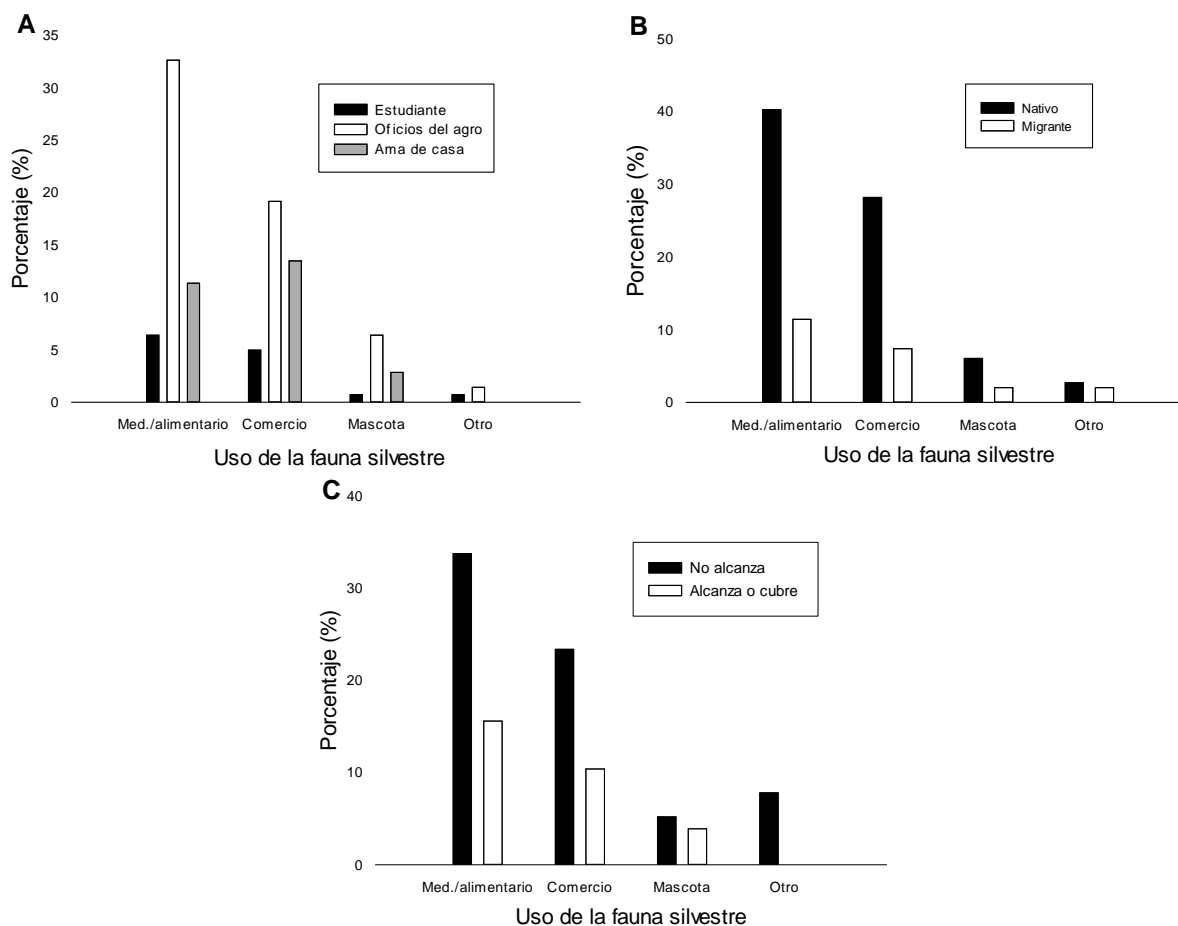 A
35
30
25
20
15
10
5
0
Porcentaje (%)
Estudiante
Oficios del agro
Ama de casa
Med./alimentario Comercio Mascota Otro
Uso de la fauna silvestre
B
50
40
30
20
10
0
Porcentaje (%)
Nativo
Migrante
Med./alimentario Comercio Mascota Otro
Uso de la fauna silvestre
C
40
30
20
10
0
Porcentaje (%)
No alcanza
Alcanza o cubre
Med./alimentario Comercio Mascota Otro
Uso de la fauna silvestre